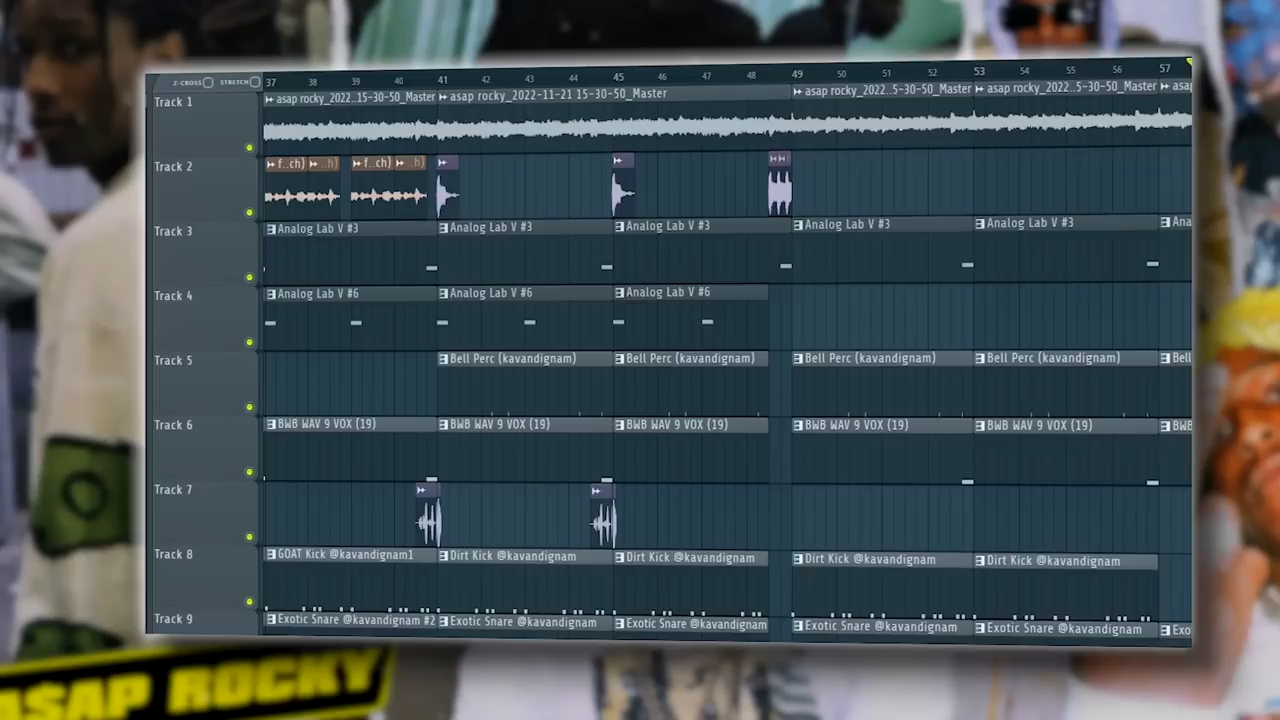 Z-CROSS STRETCH 37 38 39 40 41 42 43 44 45 46 47 48 49 50 51 52 53 54 55 56 57
Track 1 asap rocky_2022..15-30-50_Master asap rocky_2022-11-21 15-30-50_Master asap rocky_2022..5-30-50_Master asap rocky_2022..5-30-50_Master asap
Track 2 f..ch) ..h) f..ch) ..h)
Track 3 Analog Lab V #3 Analog Lab V #3 Analog Lab V #3 Analog Lab V #3 Analog Lab V #3 Ana
Track 4 Analog Lab V #6 Analog Lab V #6 Analog Lab V #6
Track 5 Bell Perc (kavandignam) Bell Perc (kavandignam) Bell Perc (kavandignam) Bell Perc (kavandignam) Bell
Track 6 BWB WAV 9 VOX (19) BWB WAV 9 VOX (19) BWB WAV 9 VOX (19) BWB WAV 9 VOX (19) BWB WAV 9 VOX (19) BWB
Track 7
Track 8 GOAT Kick @kavandignam1 Dirt Kick @kavandignam Dirt Kick @kavandignam Dirt Kick @kavandignam Dirt Kick @kavandignam
Track 9 Exotic Snare @kavandignam #2 Exotic Snare @kavandignam Exotic Snare @kavandignam Exotic Snare @kavandignam Exotic Snare @kavandignam Exo
A$AP ROCKY